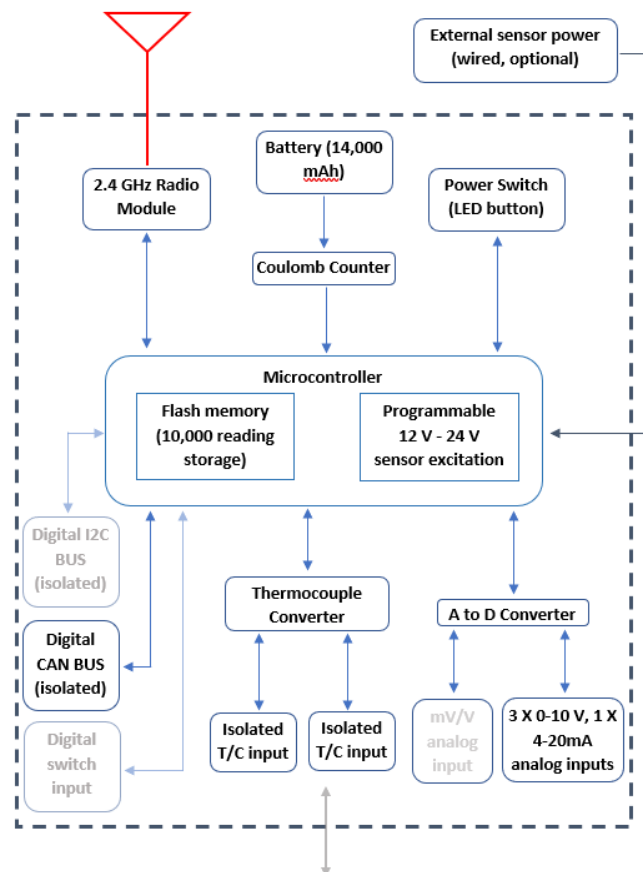 External sensor power
(wired, optional)
Battery (14,000
mAh)
2.4 GHz Radio
Module
Power Switch
(LED button)
Coulomb Counter
Microcontroller
Flash memory
(10,000 reading
storage)
Programmable
12 V - 24 V
sensor excitation
Digital I2C
BUS
(isolated)
Thermocouple
Converter
A to D Converter
Digital
CAN BUS
(isolated)
Isolated
T/C input
Isolated
T/C input
mV/V
analog
input
3 X 0-10 V, 1 X
4-20mA
analog inputs
Digital
switch
input